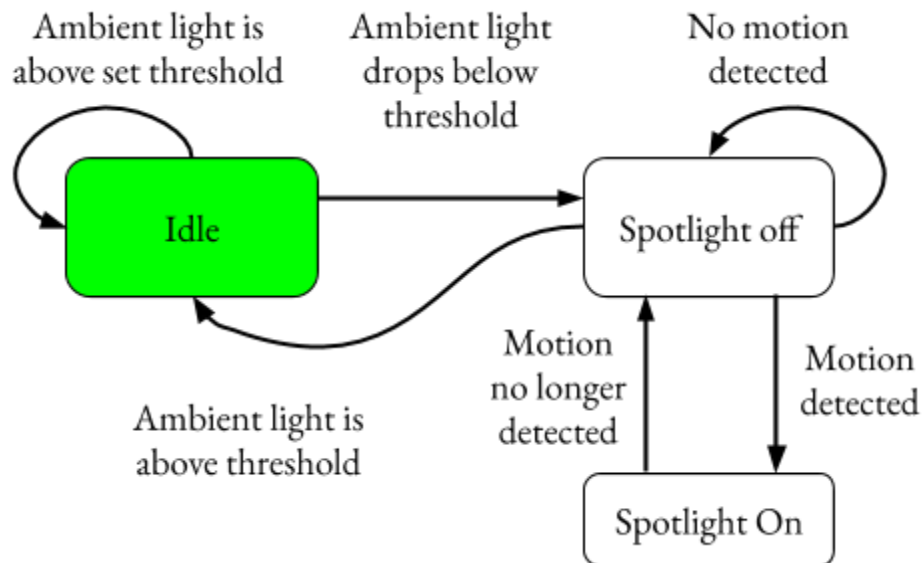 Ambient light is
above set threshold
Ambient light
drops below
threshold
No motion
detected
Idle
Spotlight off
Motion
no longer
detected
Motion
detected
Ambient light is
above threshold
Spotlight On